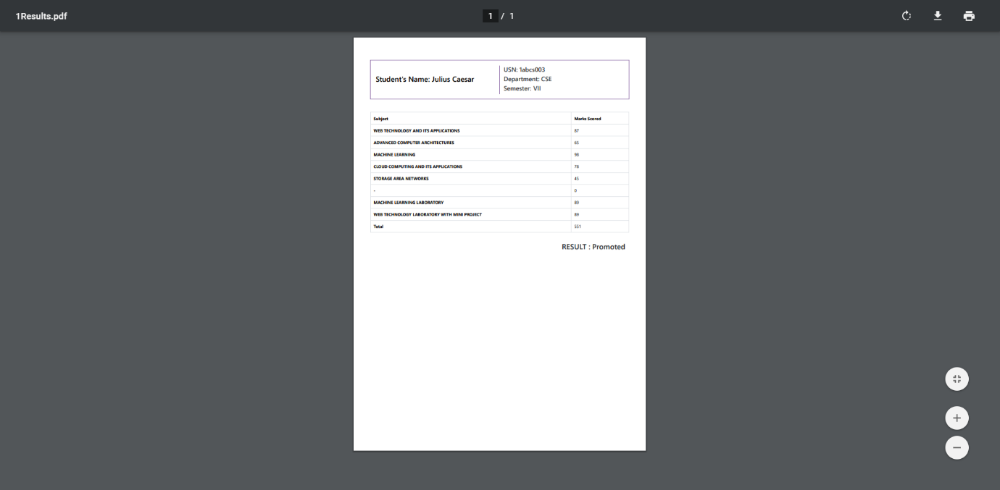 1Results.pdf
1 / 1
Student's Name: Julius Caesar
USN: 1abcs003
Department: CSE
Semester: VII
Subject Marks Scored
WEB TECHNOLOGY AND ITS APPLICATIONS 87
ADVANCED COMPUTER ARCHITECTURES 65
MACHINE LEARNING 98
CLOUD COMPUTING AND ITS APPLICATIONS 78
STORAGE AREA NETWORKS 45
- 0
MACHINE LEARNING LABORATORY 89
WEB TECHNOLOGY LABORATORY WITH MINI PROJECT 89
Total 551
RESULT : Promoted